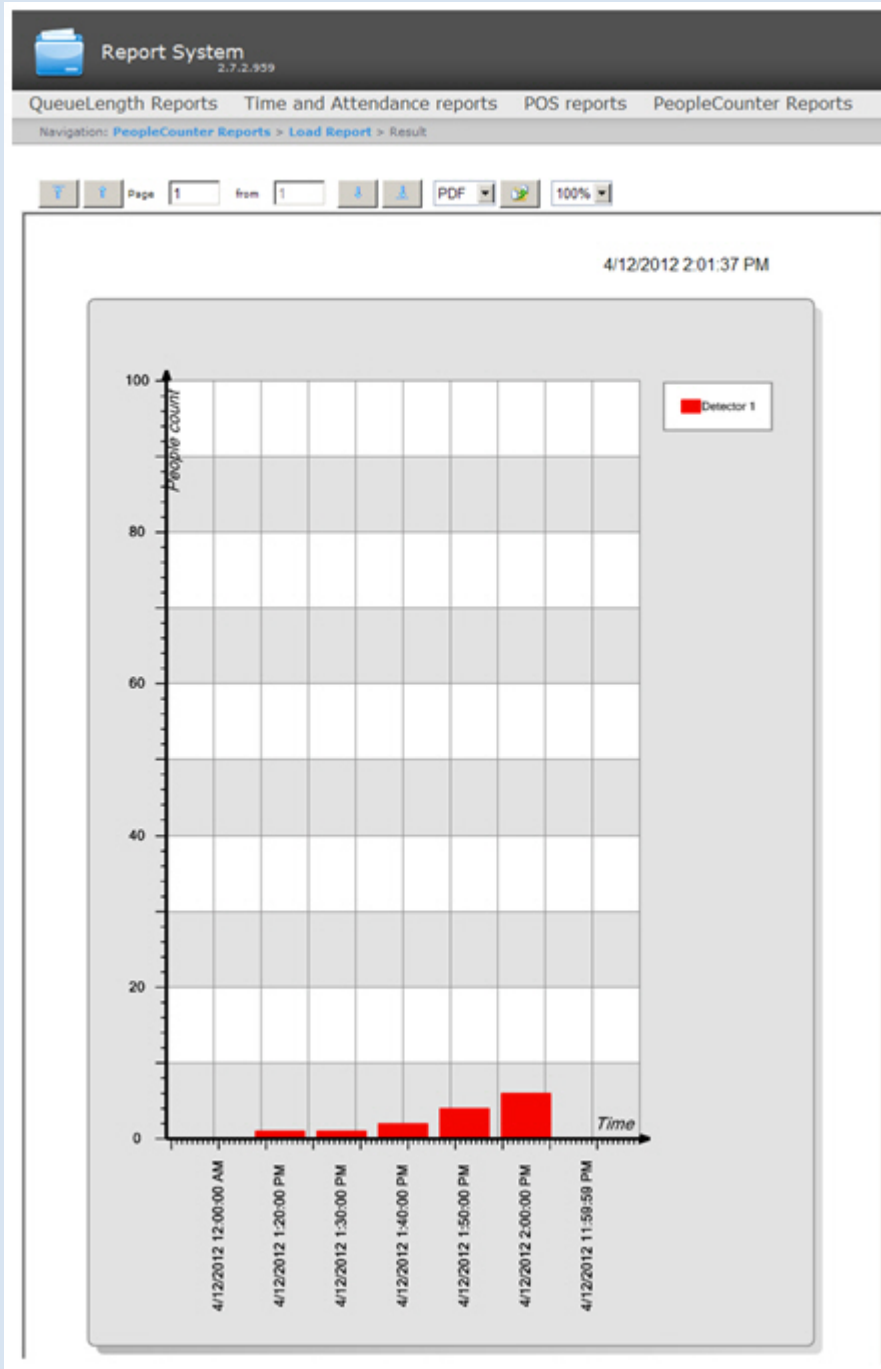 Report System
2.7.2.959
QueueLength Reports Time and Attendance reports POS reports PeopleCounter Reports
Navigation: PeopleCounter Reports > Load Report > Result
Page 1 from 1 PDF 100%
4/12/2012 2:01:37 PM
People count
100
80
60
40
20
0
Detector 1
Time
4/12/2012 12:00:00 AM
4/12/2012 1:20:00 PM
4/12/2012 1:30:00 PM
4/12/2012 1:40:00 PM
4/12/2012 1:50:00 PM
4/12/2012 2:00:00 PM
4/12/2012 11:59:59 PM